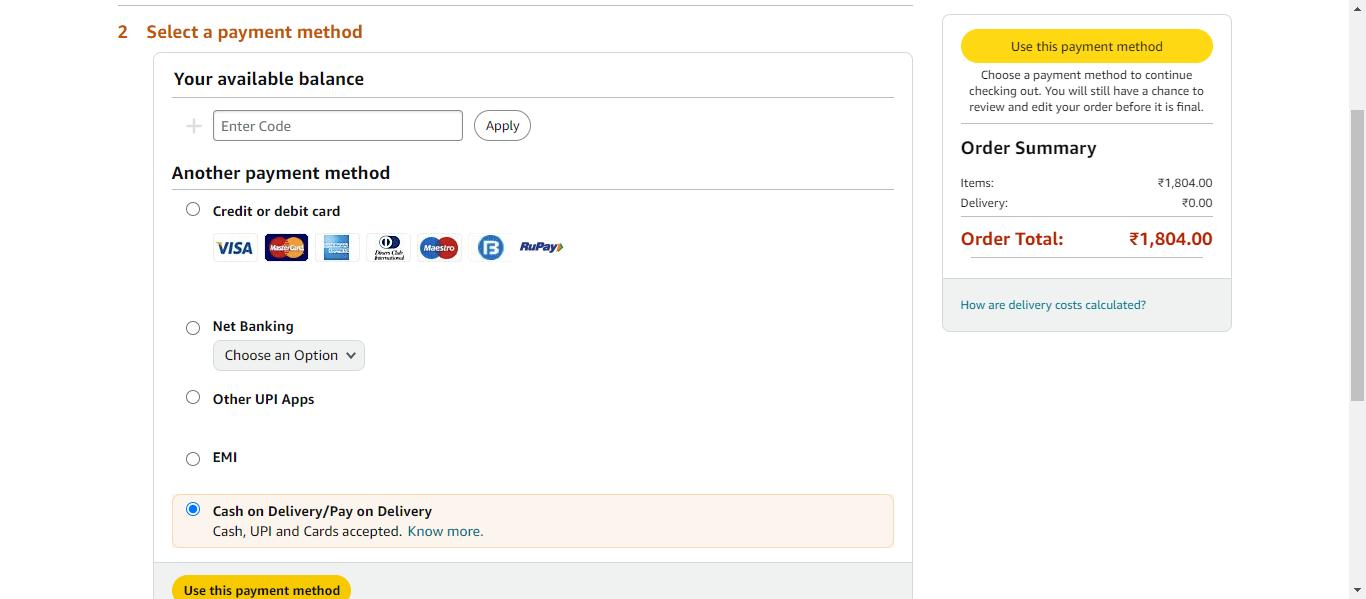 2 Select a payment method
Your available balance
Enter Code
Apply
Another payment method
Credit or debit card
VISA
MasterCard
AMERICAN EXPRESS
Diners Club International
Maestro
RuPay
Net Banking
Choose an Option
Other UPI Apps
EMI
Cash on Delivery/Pay on Delivery
Cash, UPI and Cards accepted. Know more.
Use this payment method
Use this payment method
Choose a payment method to continue
checking out. You will still have a chance to
review and edit your order before it is final.
Order Summary
Items: ₹1,804.00
Delivery: ₹0.00
Order Total: ₹1,804.00
How are delivery costs calculated?